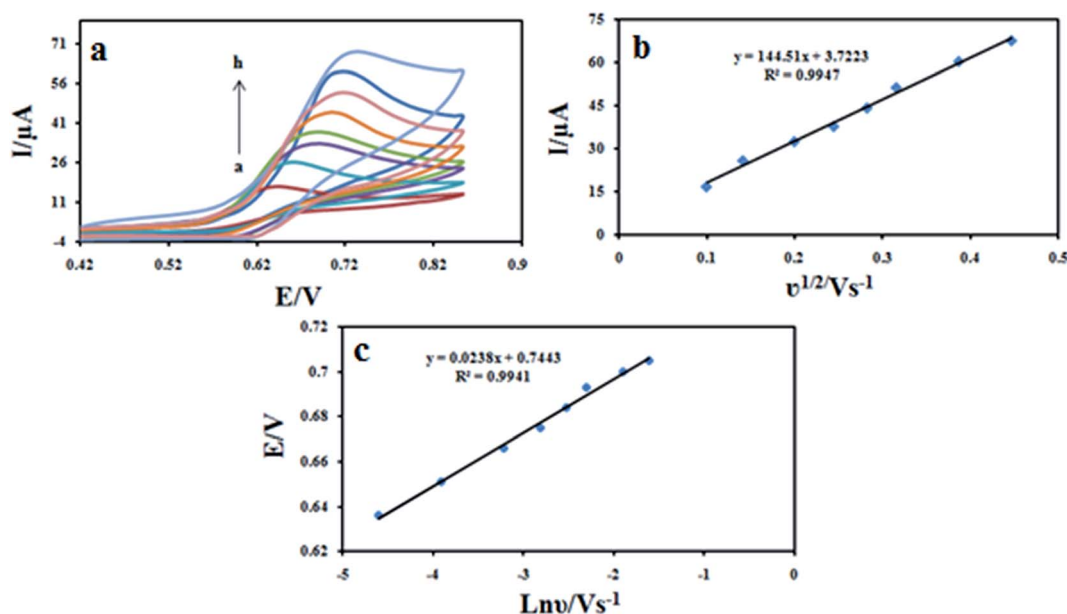 a
71
56
41
26
11
-4
I/µA
h
a
0.42
0.52
0.62
0.72
0.82
0.9
E/V
b
75
60
45
30
15
0
I/µA
y = 144.51x + 3.7223
R² = 0.9947
0
0.1
0.2
0.3
0.4
0.5
υ1/2/Vs-1
c
0.72
0.7
0.68
0.66
0.64
0.62
E/V
y = 0.0238x + 0.7443
R² = 0.9941
-5
-4
-3
-2
-1
0
Lnυ/Vs-1